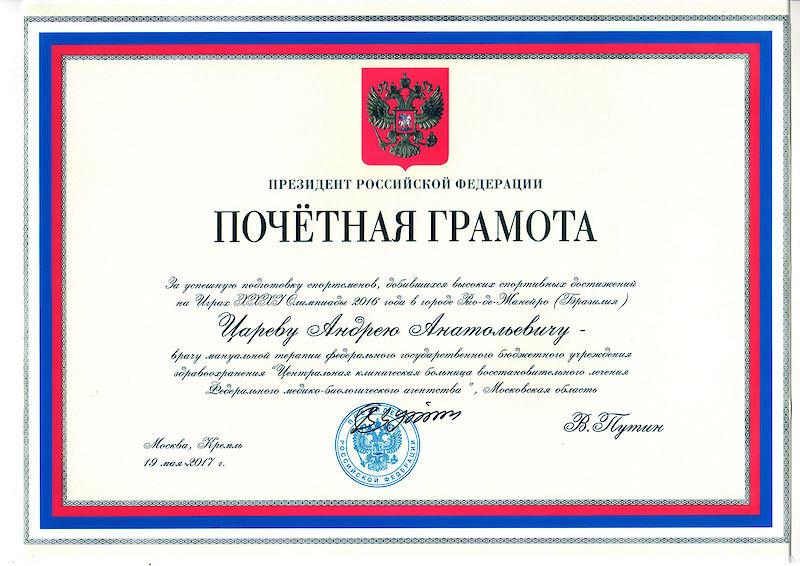 ПРЕЗИДЕНТ РОССИЙСКОЙ ФЕДЕРАЦИИ
ПОЧЁТНАЯ ГРАМОТА
За успешную подготовку спортсменов, добившихся высоких спортивных достижений
на Играх XXXI Олимпиады 2016 года в городе Рио-де-Жанейро (Бразилия)
Цареву Андрею Анатольевичу -
врачу мануальной терапии федерального государственного бюджетного учреждения
здравоохранения "Центральная клиническая больница восстановительного лечения
Федерального медико-биологического агентства", Московская область
В.Путин
Москва, Кремль
19 мая 2017 г.
РОССИЙСКОЙ ФЕДЕРАЦИИ